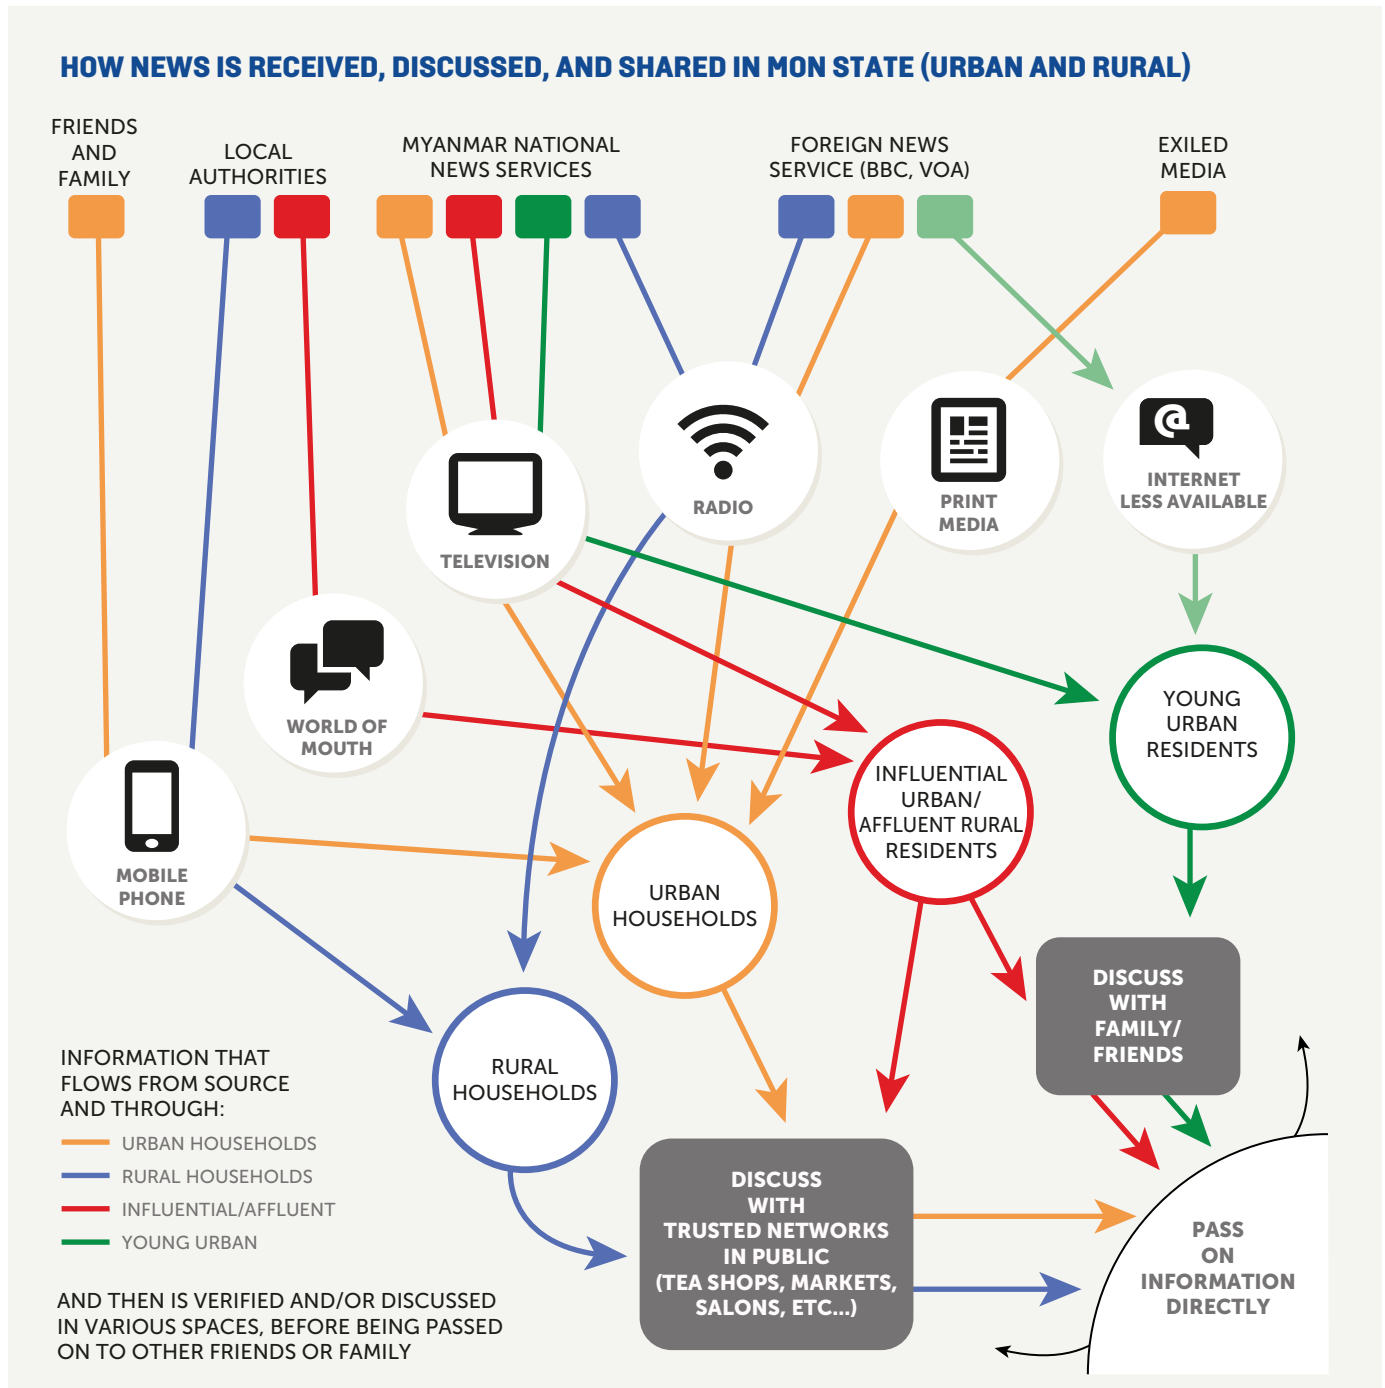 HOW NEWS IS RECEIVED, DISCUSSED, AND SHARED IN MON STATE (URBAN AND RURAL)
FRIENDS
AND
FAMILY
LOCAL
AUTHORITIES
MYANMAR NATIONAL
NEWS SERVICES
FOREIGN NEWS
SERVICE (BBC, VOA)
EXILED
MEDIA
TELEVISION
RADIO
PRINT
MEDIA
@
INTERNET
LESS AVAILABLE
WORLD OF
MOUTH
MOBILE
PHONE
YOUNG
URBAN
RESIDENTS
INFLUENTIAL
URBAN/
AFFLUENT RURAL
RESIDENTS
URBAN
HOUSEHOLDS
RURAL
HOUSEHOLDS
DISCUSS
WITH
FAMILY/
FRIENDS
DISCUSS
WITH
TRUSTED NETWORKS
IN PUBLIC
(TEA SHOPS, MARKETS,
SALONS, ETC...)
PASS
ON
INFORMATION
DIRECTLY
INFORMATION THAT
FLOWS FROM SOURCE
AND THROUGH:
URBAN HOUSEHOLDS
RURAL HOUSEHOLDS
INFLUENTIAL/AFFLUENT
YOUNG URBAN
AND THEN IS VERIFIED AND/OR DISCUSSED
IN VARIOUS SPACES, BEFORE BEING PASSED
ON TO OTHER FRIENDS OR FAMILY